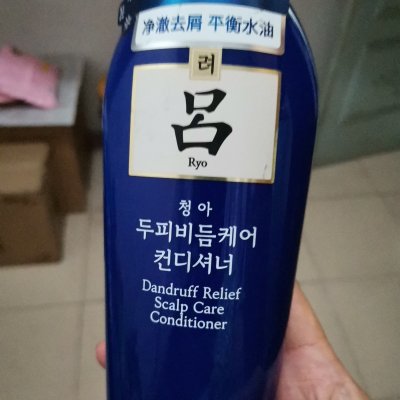 净澈去屑 平衡水油
려
呂
Ryo
청아
두피비듬케어
컨디셔너
Dandruff Relief
Scalp Care
Conditioner